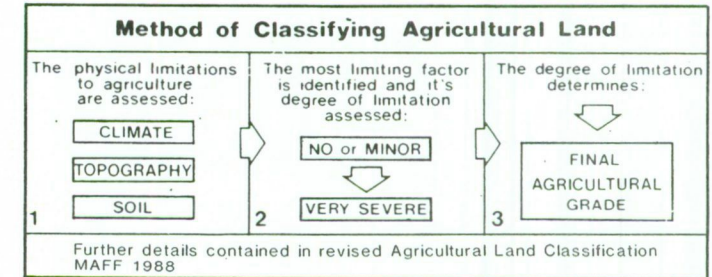 Method of Classifying Agricultural Land
The physical limitations
to agriculture
are assessed:
CLIMATE
TOPOGRAPHY
SOIL
1
The most limiting factor
is identified and it's
degree of limitation
assessed:
NO or MINOR
VERY SEVERE
2
The degree of limitation
determines:
FINAL
AGRICULTURAL
GRADE
3
Further details contained in revised Agricultural Land Classification
MAFF 1988